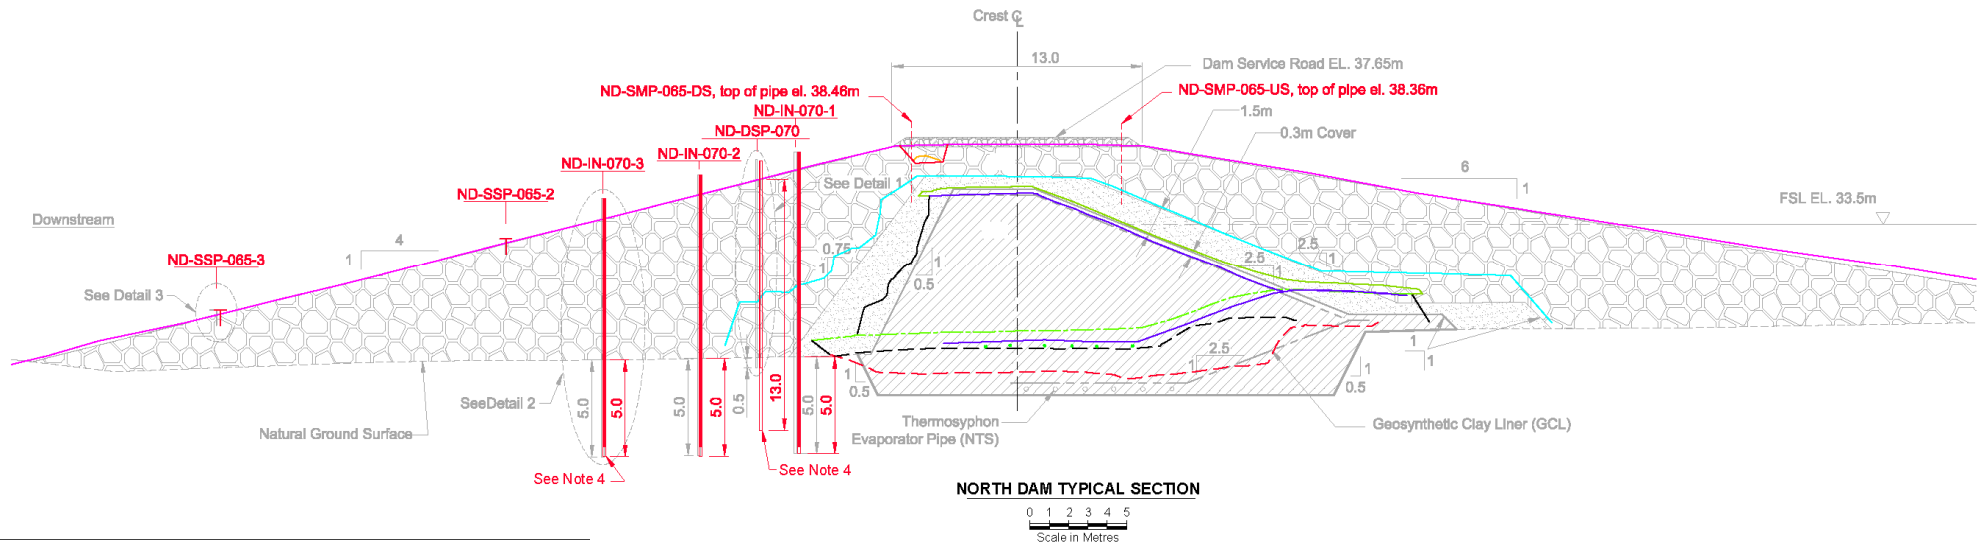 Crest ℄
13.0
Dam Service Road EL. 37.65m
ND-SMP-065-DS, top of pipe el. 38.46m
ND-SMP-065-US, top of pipe el. 38.36m
ND-IN-070-1
1.5m
ND-DSP-070
0.3m Cover
ND-IN-070-2
ND-IN-070-3
6
1
See Detail 1
ND-SSP-065-2
FSL EL. 33.5m
Downstream
4
1
0.75
1
2.5
1
2.5
1
ND-SSP-065-3
1
0.5
See Detail 3
2.5
1
1
0.5
1
0.5
1
1
5.0
5.0
5.0
5.0
0.5
13.0
5.0
5.0
SeeDetail 2
Natural Ground Surface
Thermosyphon
Evaporator Pipe (NTS)
Geosynthetic Clay Liner (GCL)
See Note 4
See Note 4
NORTH DAM TYPICAL SECTION
0 1 2 3 4 5
Scale in Metres